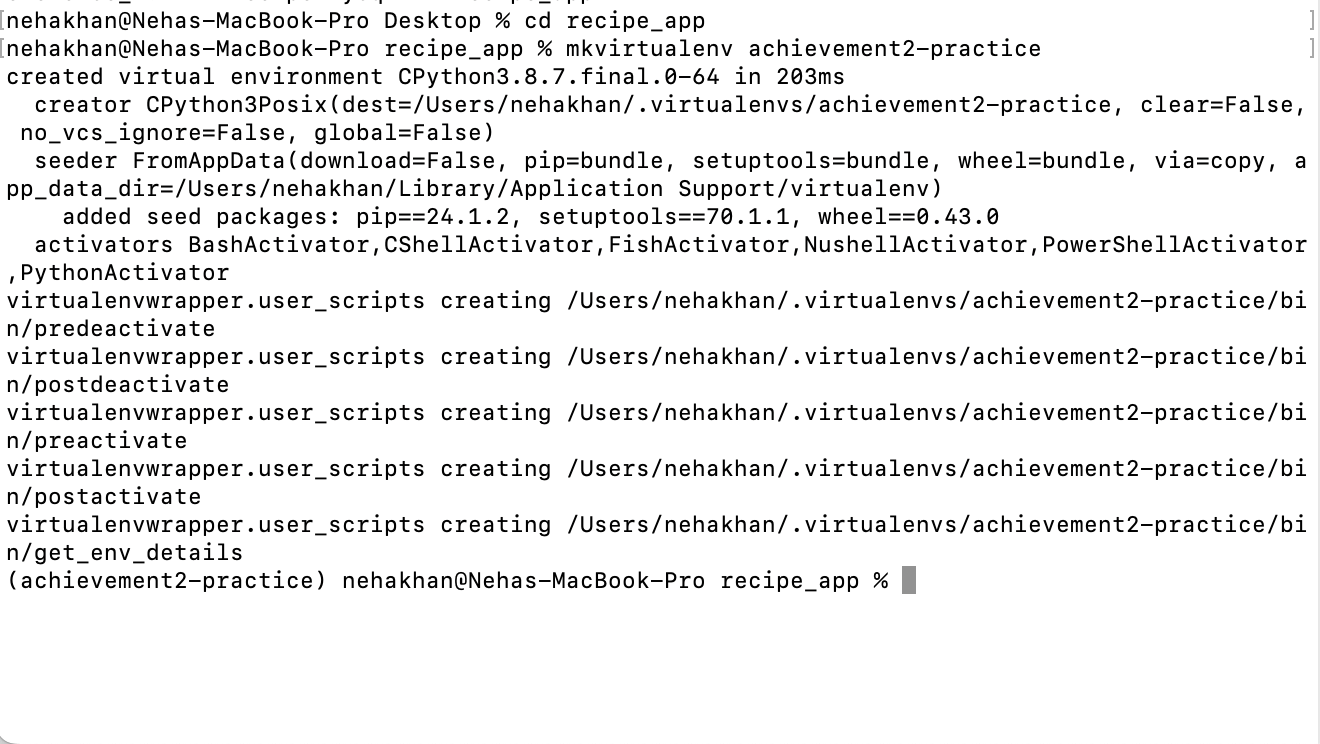 [nehakhan@Nehas-MacBook-Pro Desktop % cd recipe_app ]
[nehakhan@Nehas-MacBook-Pro recipe_app % mkvirtualenv achievement2-practice ]
created virtual environment CPython3.8.7.final.0-64 in 203ms
  creator CPython3Posix(dest=/Users/nehakhan/.virtualenvs/achievement2-practice, clear=False,
 no_vcs_ignore=False, global=False)
  seeder FromAppData(download=False, pip=bundle, setuptools=bundle, wheel=bundle, via=copy, a
pp_data_dir=/Users/nehakhan/Library/Application Support/virtualenv)
    added seed packages: pip==24.1.2, setuptools==70.1.1, wheel==0.43.0
  activators BashActivator,CShellActivator,FishActivator,NushellActivator,PowerShellActivator
,PythonActivator
virtualenvwrapper.user_scripts creating /Users/nehakhan/.virtualenvs/achievement2-practice/bi
n/predeactivate
virtualenvwrapper.user_scripts creating /Users/nehakhan/.virtualenvs/achievement2-practice/bi
n/postdeactivate
virtualenvwrapper.user_scripts creating /Users/nehakhan/.virtualenvs/achievement2-practice/bi
n/preactivate
virtualenvwrapper.user_scripts creating /Users/nehakhan/.virtualenvs/achievement2-practice/bi
n/postactivate
virtualenvwrapper.user_scripts creating /Users/nehakhan/.virtualenvs/achievement2-practice/bi
n/get_env_details
(achievement2-practice) nehakhan@Nehas-MacBook-Pro recipe_app %